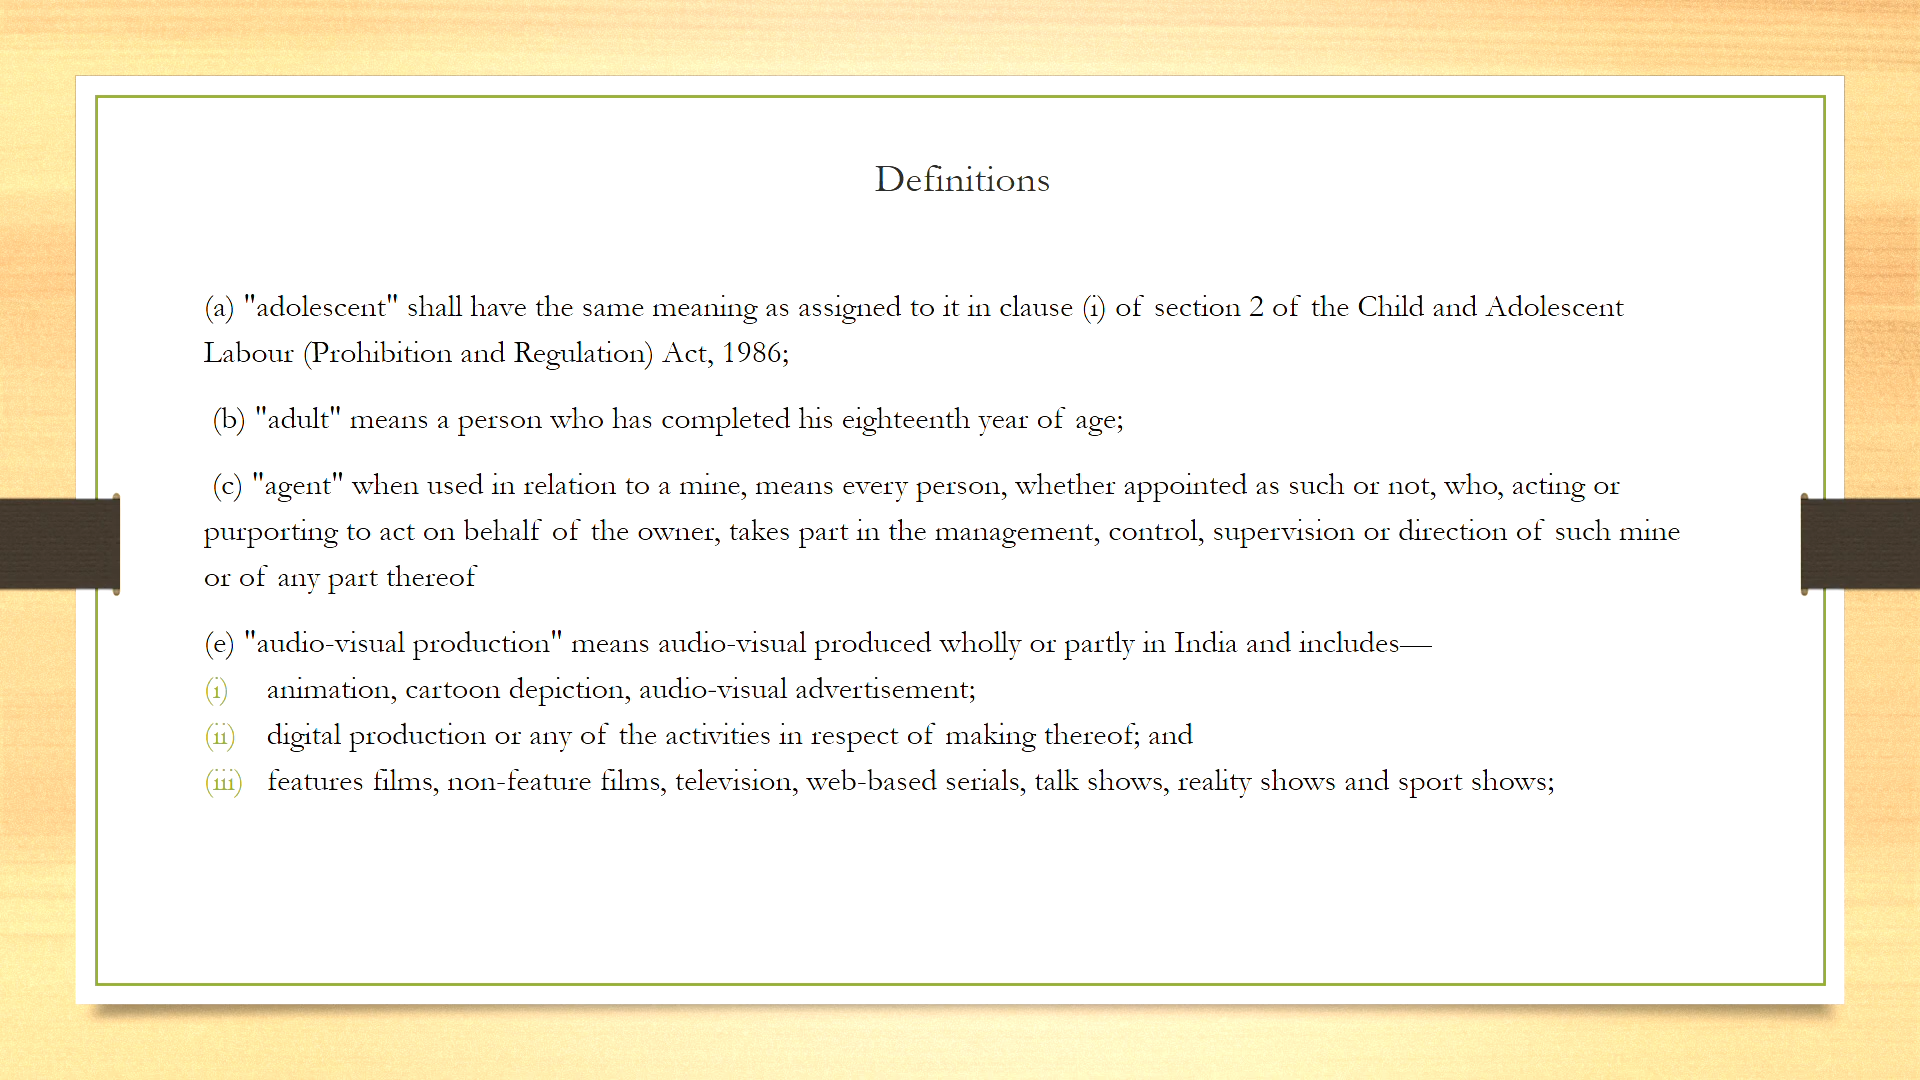 Definitions
(a) "adolescent" shall have the same meaning as assigned to it in clause (i) of section 2 of the Child and Adolescent
Labour (Prohibition and Regulation) Act, 1986;
(b) "adult" means a person who has completed his eighteenth year of age;
(c) "agent" when used in relation to a mine, means every person, whether appointed as such or not, who, acting or
purporting to act on behalf of the owner, takes part in the management, control, supervision or direction of such mine
or of any part thereof
(e) "audio-visual production" means audio-visual produced wholly or partly in India and includes—
(i) animation, cartoon depiction, audio-visual advertisement;
(ii) digital production or any of the activities in respect of making thereof; and
(iii) features films, non-feature films, television, web-based serials, talk shows, reality shows and sport shows;